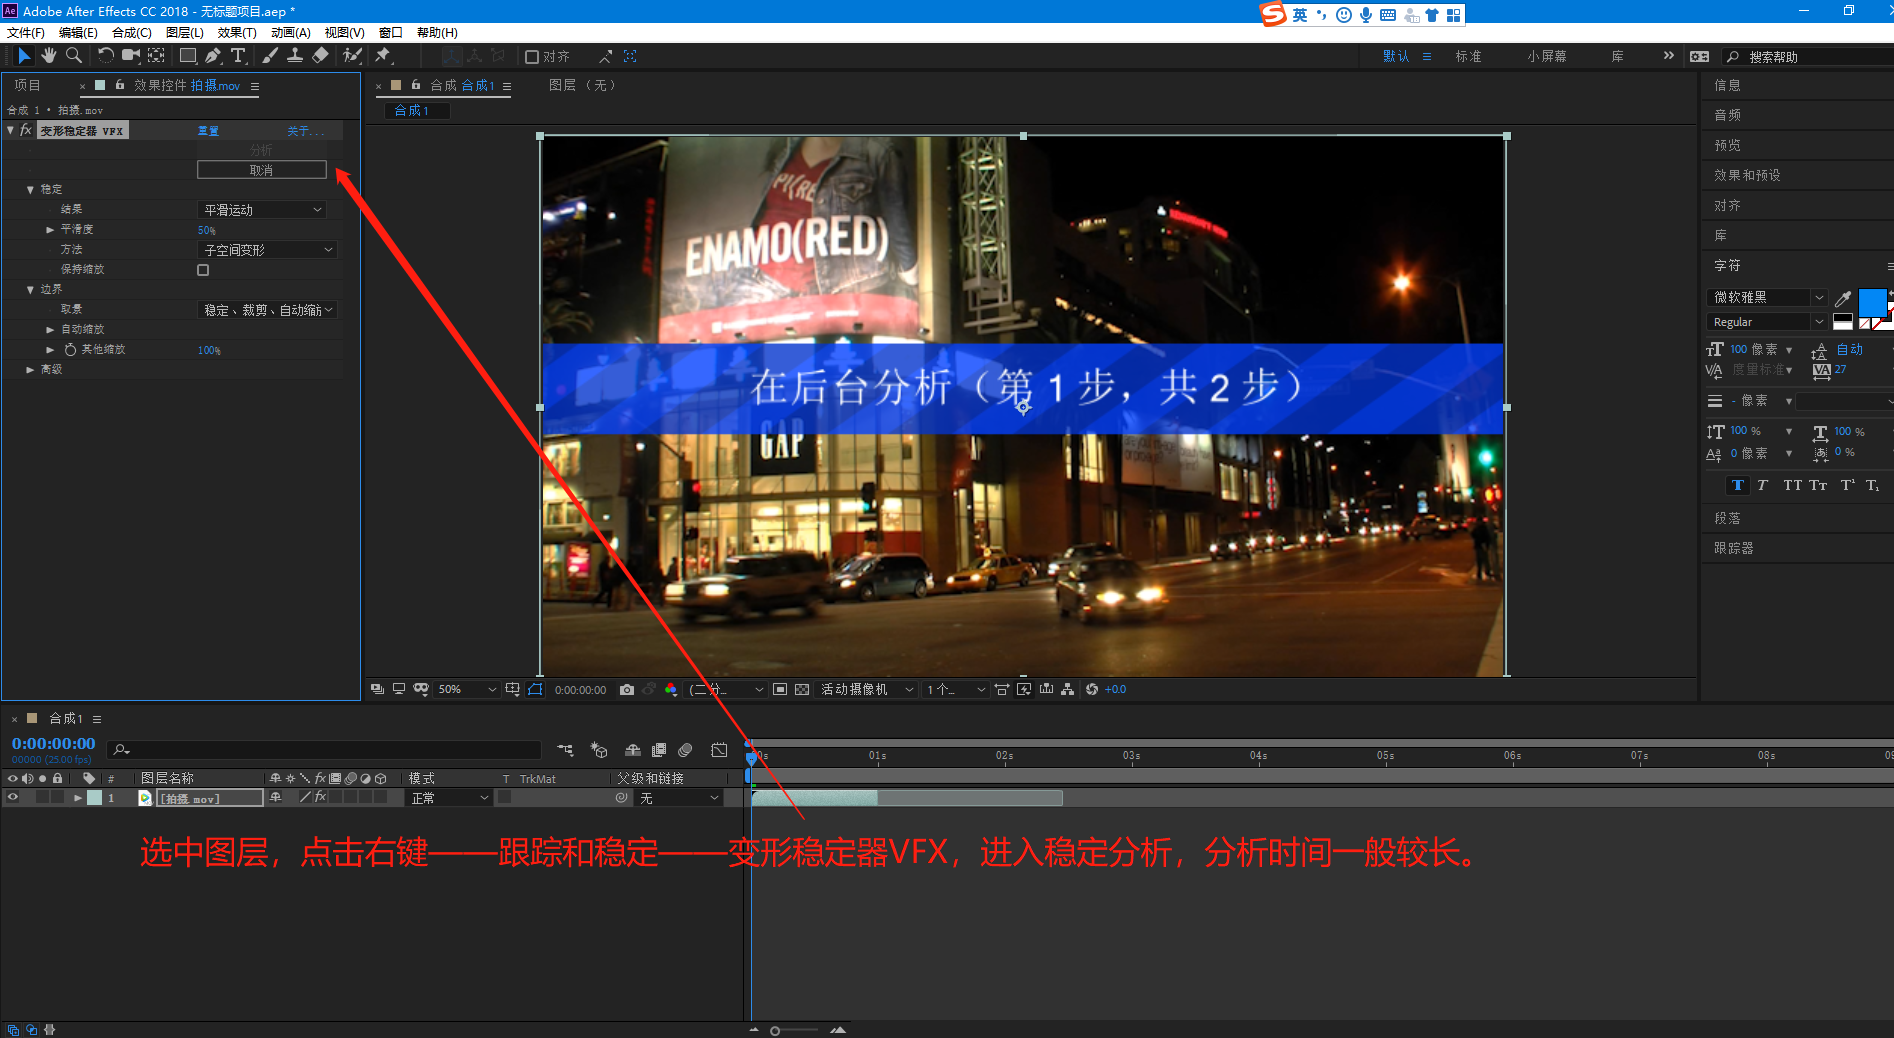 Ae Adobe After Effects CC 2018 - 无标题项目.aep *
英
文件(F) 编辑(E) 合成(C) 图层(L) 效果(T) 动画(A) 视图(V) 窗口 帮助(H)
对齐 默认 标准 小屏幕 库 搜索帮助
项目 效果控件 拍摄.mov
合成 1 • 拍摄.mov
fx 变形稳定器 VFX 重置 关于...
分析
取消
稳定
结果 平滑运动
平滑度 50%
方法 子空间变形
保持缩放
边界
取景 稳定、裁剪、自动缩
自动缩放
其他缩放 100%
高级
合成 合成1 图层（无）
合成1
PI(RE
ENAMO(RED)
在后台分析（第 1 步，共 2 步）
GAP
50% 0:00:00:00 (二分... 活动摄像机 1个... +0.0
信息
音频
预览
效果和预设
对齐
库
字符
微软雅黑
Regular
100 像素 自动
度量标准 27
- 像素
100 % 100 %
0 像素 0 %
T T TT Tт T¹ T₁
段落
跟踪器
合成1
0:00:00:00
00000 (25.00 fps)
# 图层名称 fx 模式 T TrkMat 父级和链接
1 [拍摄.mov] fx 正常 无
00s 01s 02s 03s 04s 05s 06s 07s 08s 09
选中图层，点击右键——跟踪和稳定——变形稳定器VFX，进入稳定分析，分析时间一般较长。